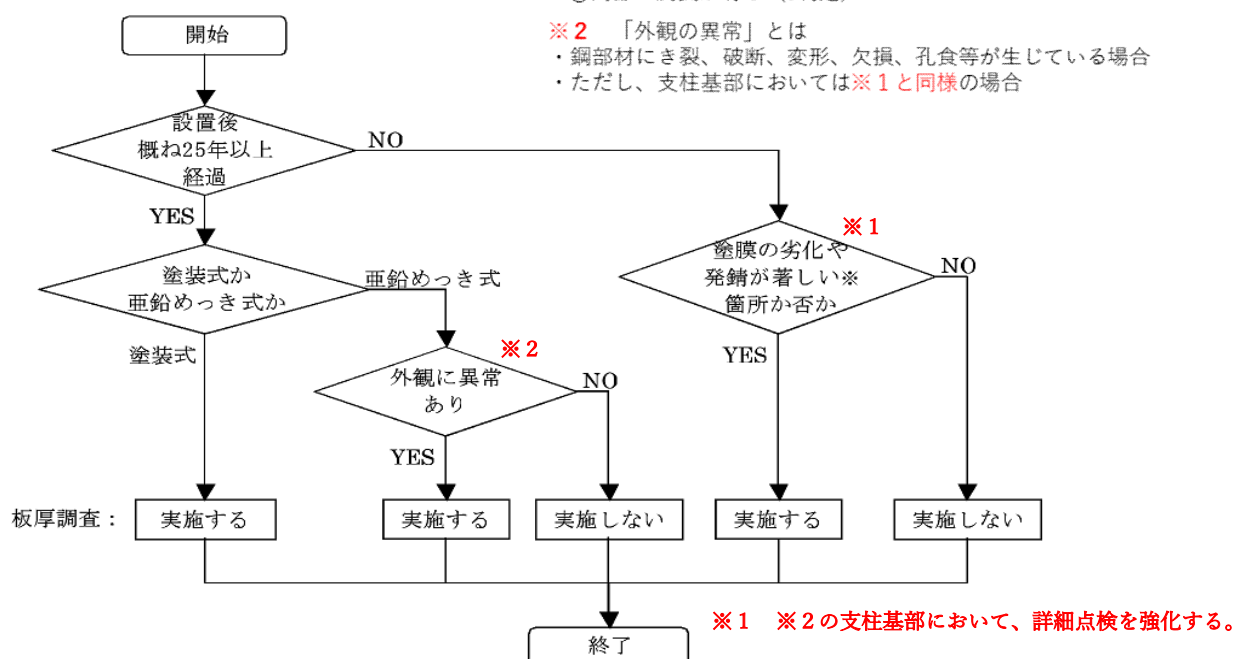 ※２　「外観の異常」とは
・鋼部材にき裂、破断、変形、欠損、孔食等が生じている場合
・ただし、支柱基部においては※１と同様の場合
開始
設置後
概ね25年以上
経過
NO
YES
※１
塗膜の劣化や
発錆が著しい※
箇所か否か
NO
YES
塗装式か
亜鉛めっき式か
亜鉛めっき式
塗装式
※２
外観に異常
あり
NO
YES
板厚調査：
実施する
実施する
実施しない
実施する
実施しない
※１　※２の支柱基部において、詳細点検を強化する。
終了